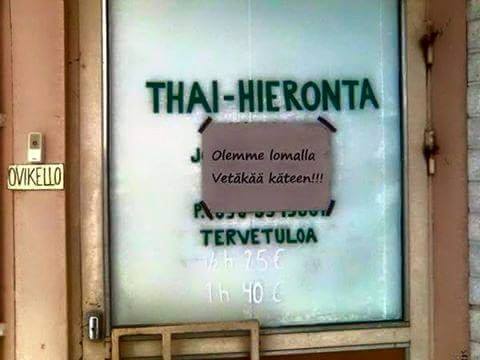 THAI-HIERONTA
Olemme lomalla
Vetäkää käteen!!!
OVIKELLO
TERVETULOA
½ h 25 €
1 h 40 €